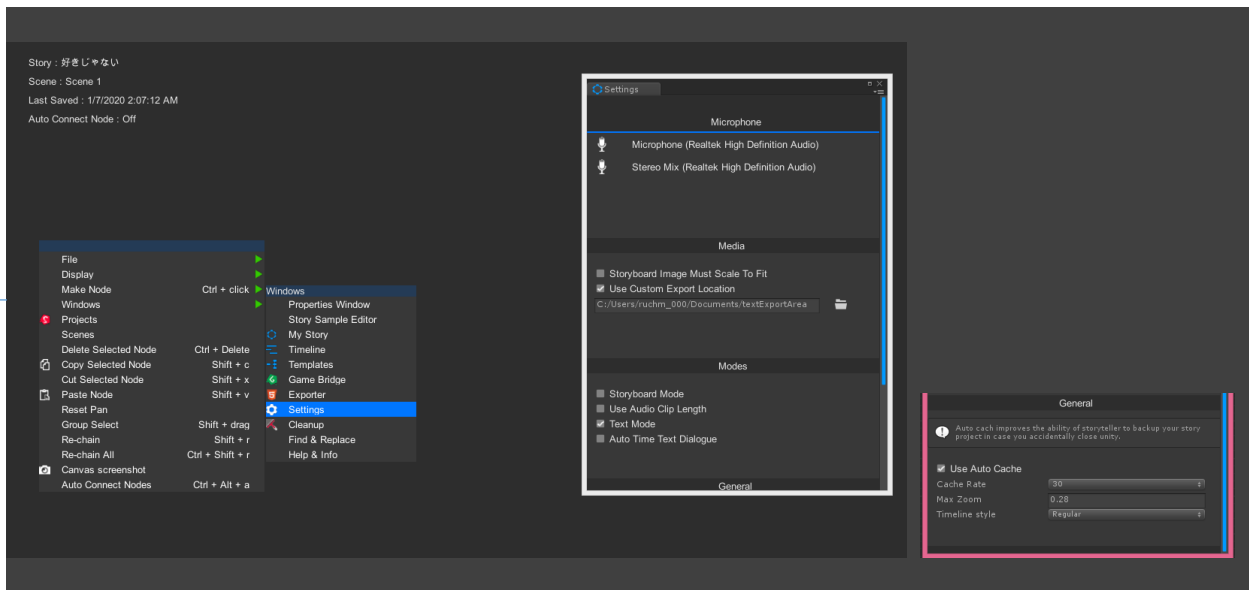 Story : 好きじゃない
Scene : Scene 1
Last Saved : 1/7/2020 2:07:12 AM
Auto Connect Node : Off
File
Display
Make Node Ctrl + click
Windows
Projects
Scenes
Delete Selected Node Ctrl + Delete
Copy Selected Node Shift + c
Cut Selected Node Shift + x
Paste Node Shift + v
Reset Pan
Group Select Shift + drag
Re-chain Shift + r
Re-chain All Ctrl + Shift + r
Canvas screenshot
Auto Connect Nodes Ctrl + Alt + a
Windows
Properties Window
Story Sample Editor
My Story
Timeline
Templates
Game Bridge
Exporter
Settings
Cleanup
Find & Replace
Help & Info
Settings
Microphone
Microphone (Realtek High Definition Audio)
Stereo Mix (Realtek High Definition Audio)
Media
Storyboard Image Must Scale To Fit
Use Custom Export Location
C:/Users/ruchm_000/Documents/textExportArea
Modes
Storyboard Mode
Use Audio Clip Length
Text Mode
Auto Time Text Dialogue
General
General
Auto cach improves the ability of storyteller to backup your story
project in case you accidentally close unity.
Use Auto Cache
Cache Rate 30
Max Zoom 0.28
Timeline style Regular